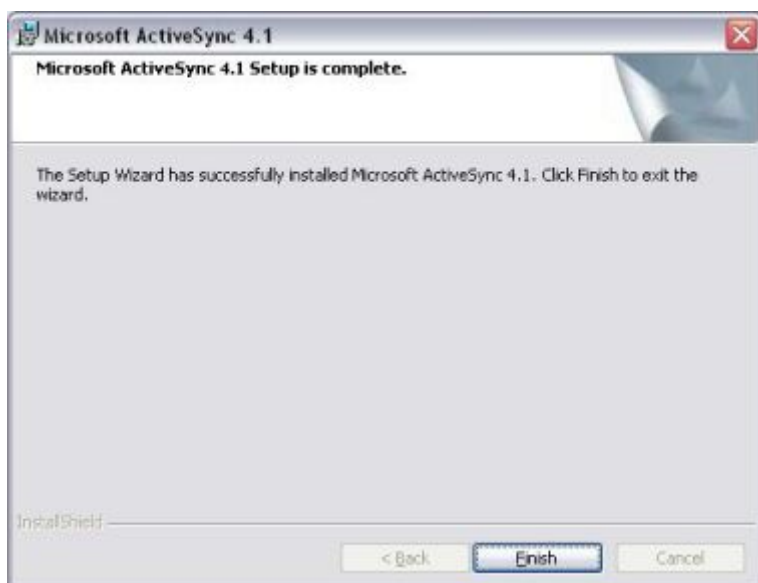 Microsoft ActiveSync 4.1
Microsoft ActiveSync 4.1 Setup is complete.
The Setup Wizard has successfully installed Microsoft ActiveSync 4.1. Click Finish to exit the
wizard.
InstallShield
< Back Finish Cancel